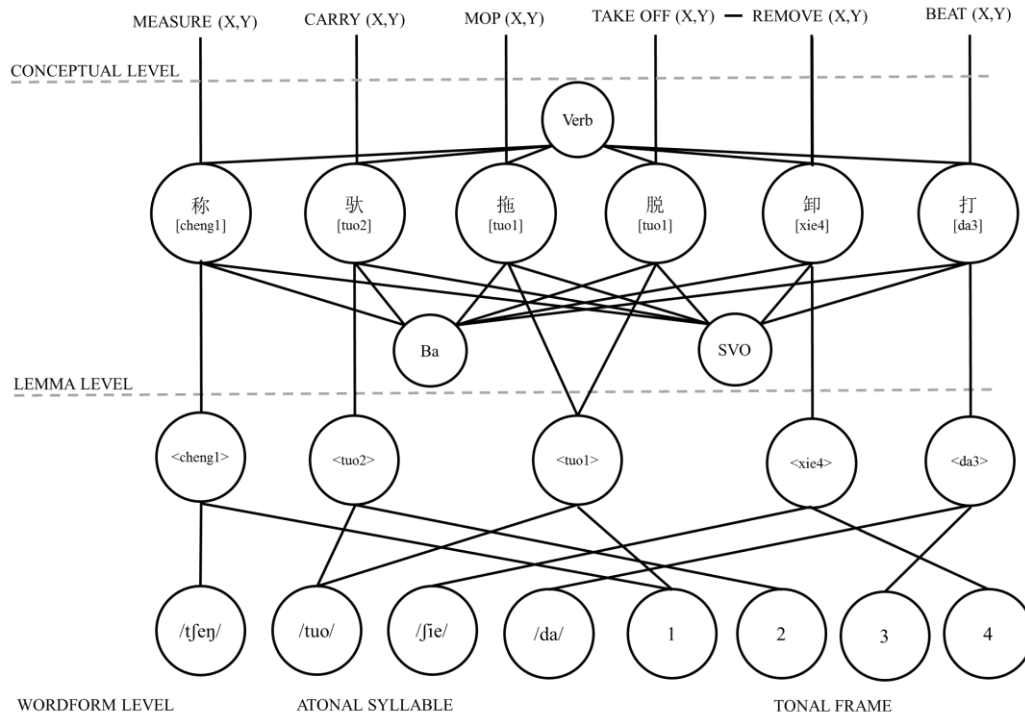 MEASURE (X,Y) CARRY (X,Y) MOP (X,Y) TAKE OFF (X,Y) — REMOVE (X,Y) BEAT (X,Y)
CONCEPTUAL LEVEL
Verb
称 驮 拖 脱 卸 打
[cheng1] [tuo2] [tuo1] [tuo1] [xie4] [da3]
Ba SVO
LEMMA LEVEL
<cheng1> <tuo2> <tuo1> <xie4> <da3>
/tʃeŋ/ /tuo/ /ʃie/ /da/ 1 2 3 4
WORDFORM LEVEL ATONAL SYLLABLE TONAL FRAME